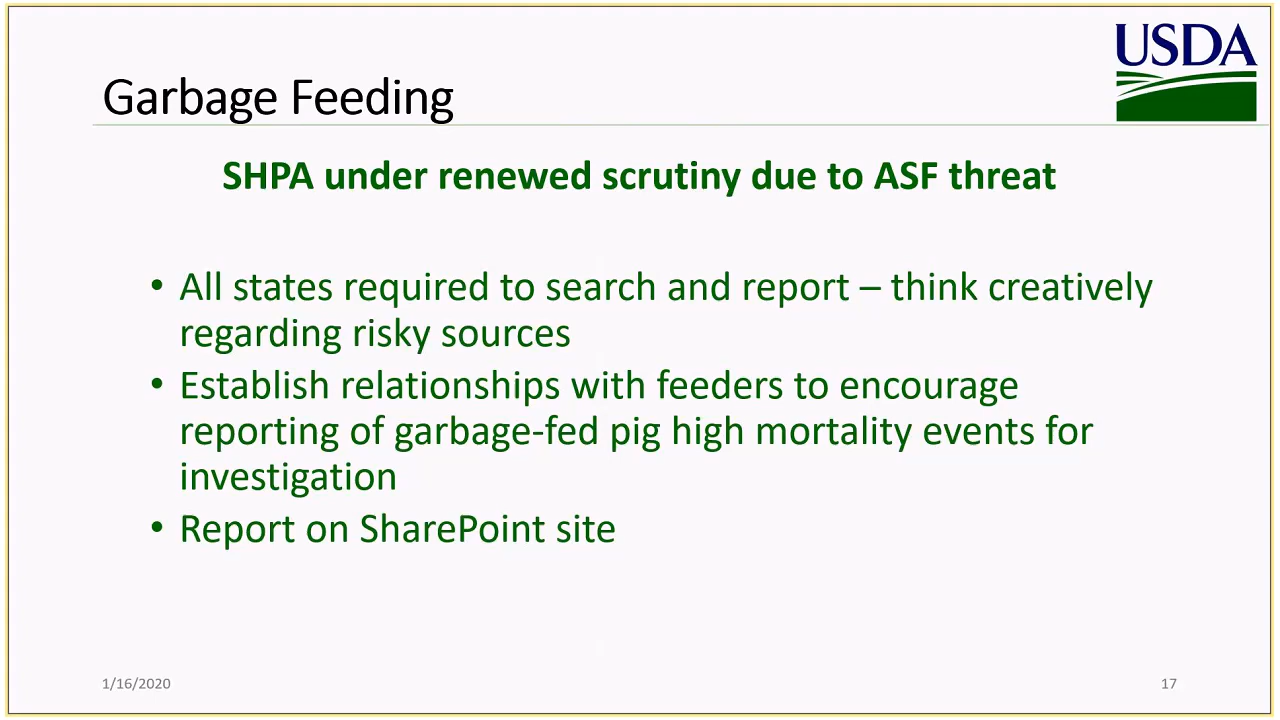 USDA
Garbage Feeding
SHPA under renewed scrutiny due to ASF threat
• All states required to search and report – think creatively
regarding risky sources
• Establish relationships with feeders to encourage
reporting of garbage-fed pig high mortality events for
investigation
• Report on SharePoint site
1/16/2020
17